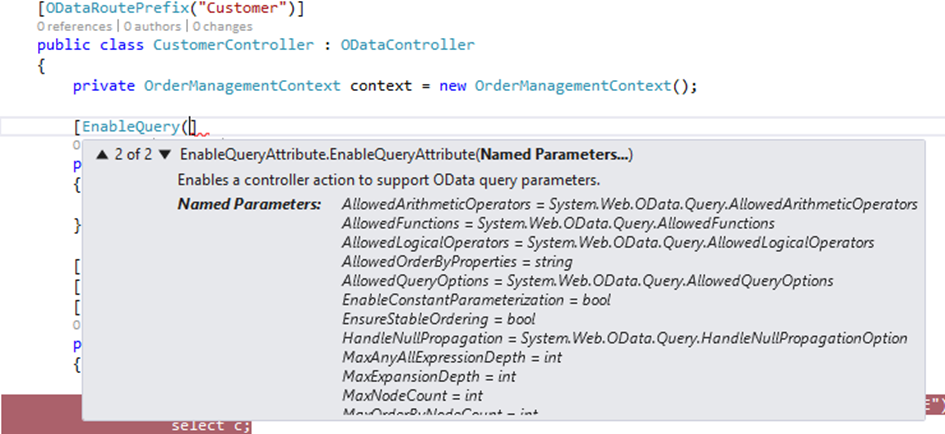 [ODataRoutePrefix("Customer")]
0 references | 0 authors | 0 changes
public class CustomerController : ODataController
{
private OrderManagementContext context = new OrderManagementContext();
[EnableQuery(]
0
▲ 2 of 2 ▼ EnableQueryAttribute.EnableQueryAttribute(Named Parameters...)
p
Enables a controller action to support OData query parameters.
{
Named Parameters: AllowedArithmeticOperators = System.Web.OData.Query.AllowedArithmeticOperators
AllowedFunctions = System.Web.OData.Query.AllowedFunctions
}
AllowedLogicalOperators = System.Web.OData.Query.AllowedLogicalOperators
AllowedOrderByProperties = string
[
AllowedQueryOptions = System.Web.OData.Query.AllowedQueryOptions
[
EnableConstantParameterization = bool
[
EnsureStableOrdering = bool
0
HandleNullPropagation = System.Web.OData.Query.HandleNullPropagationOption
p
MaxAnyAllExpressionDepth = int
{
MaxExpansionDepth = int
MaxNodeCount = int
MaxOrderByNodeCount = int
E")
select c;